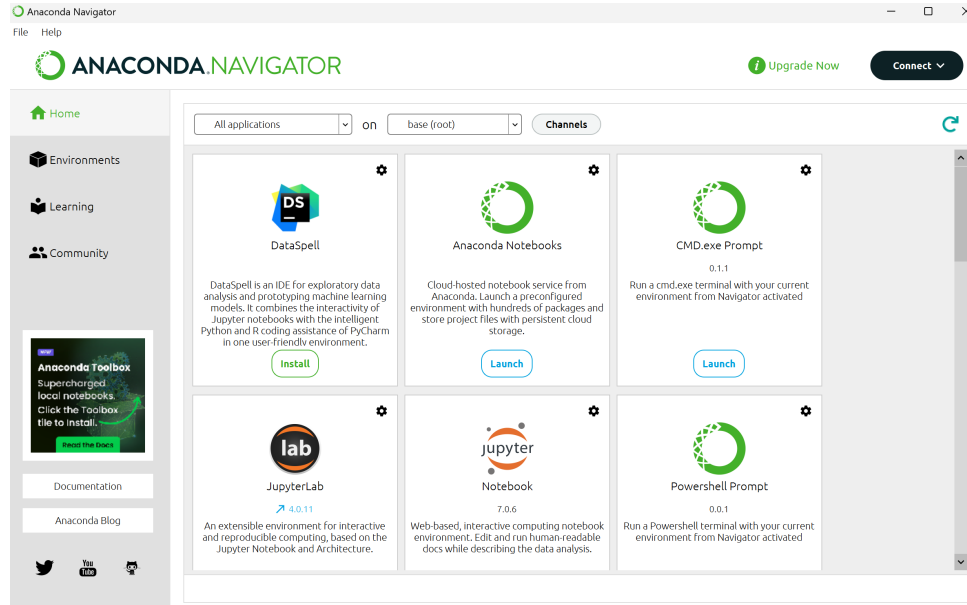 Anaconda Navigator
File Help
ANACONDA.NAVIGATOR
i Upgrade Now
Connect
Home
Environments
Learning
Community
All applications
on
base (root)
Channels
DS
DataSpell
DataSpell is an IDE for exploratory data
analysis and prototyping machine learning
models. It combines the interactivity of
Jupyter notebooks with the intelligent
Python and R coding assistance of PyCharm
in one user-friendly environment.
Install
Anaconda Notebooks
Cloud-hosted notebook service from
Anaconda. Launch a preconfigured
environment with hundreds of packages and
store project files with persistent cloud
storage.
Launch
CMD.exe Prompt
0.1.1
Run a cmd.exe terminal with your current
environment from Navigator activated
Launch
lab
JupyterLab
4.0.11
An extensible environment for interactive
and reproducible computing, based on the
Jupyter Notebook and Architecture.
jupyter
Notebook
7.0.6
Web-based, interactive computing notebook
environment. Edit and run human-readable
docs while describing the data analysis.
Powershell Prompt
0.0.1
Run a Powershell terminal with your current
environment from Navigator activated
Anaconda Toolbox
Supercharged
local notebooks.
Click the Toolbox
tile to Install.
Read the Docs
Documentation
Anaconda Blog
You
Tube